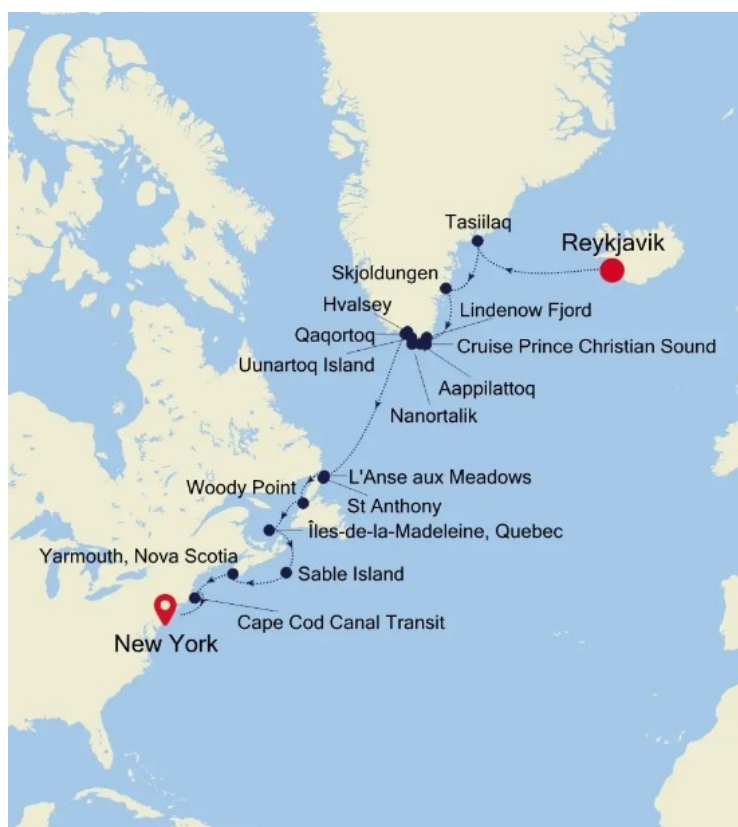 Tasiilaq
Reykjavik
Skjoldungen
Hvalsey
Lindenow Fjord
Qaqortoq
Cruise Prince Christian Sound
Uunartoq Island
Aappilattoq
Nanortalik
L'Anse aux Meadows
Woody Point
St Anthony
Îles-de-la-Madeleine, Quebec
Yarmouth, Nova Scotia
Sable Island
Cape Cod Canal Transit
New York